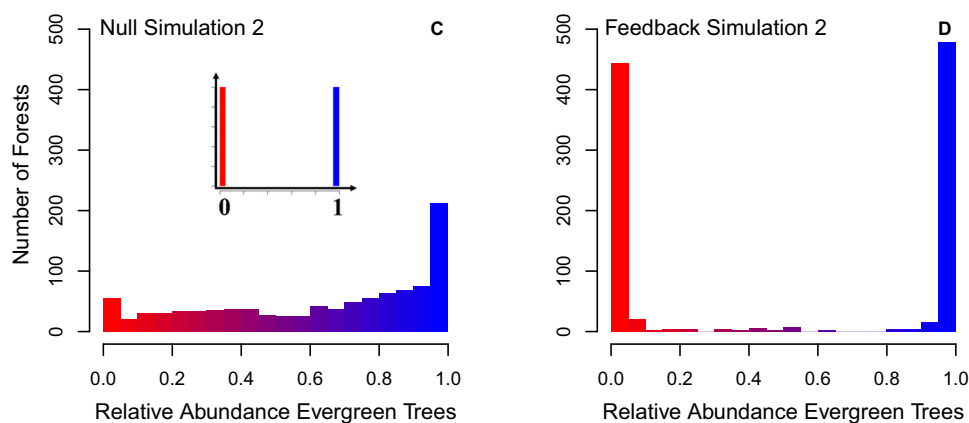 Null Simulation 2
C
Number of Forests
500
400
300
200
100
0
0
1
0.0 0.2 0.4 0.6 0.8 1.0
Relative Abundance Evergreen Trees
Feedback Simulation 2
D
500
400
300
200
100
0
0.0 0.2 0.4 0.6 0.8 1.0
Relative Abundance Evergreen Trees